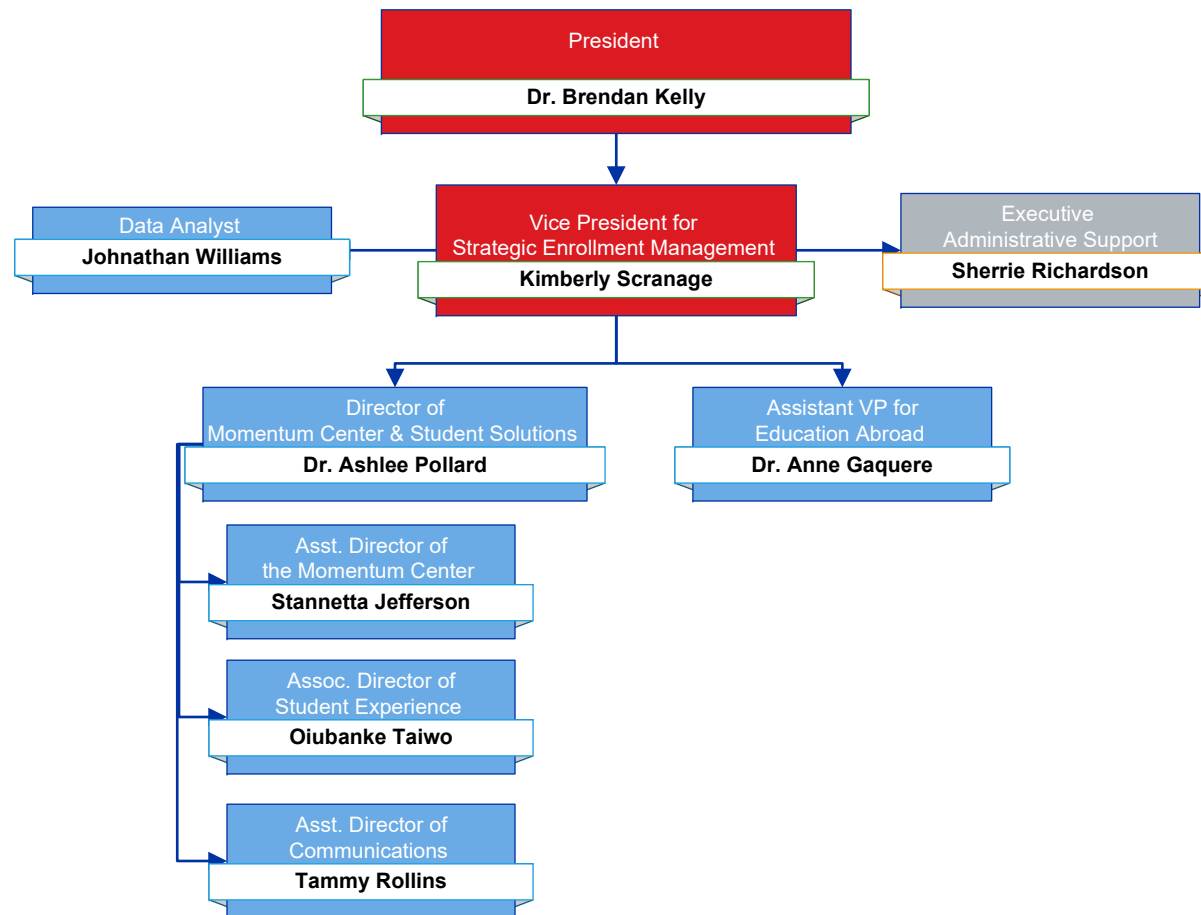 President
Dr. Brendan Kelly
Data Analyst
Johnathan Williams
Vice President for
Strategic Enrollment Management
Kimberly Scranage
Executive
Administrative Support
Sherrie Richardson
Director of
Momentum Center & Student Solutions
Dr. Ashlee Pollard
Assistant VP for
Education Abroad
Dr. Anne Gaquere
Asst. Director of
the Momentum Center
Stannetta Jefferson
Assoc. Director of
Student Experience
Oiubanke Taiwo
Asst. Director of
Communications
Tammy Rollins